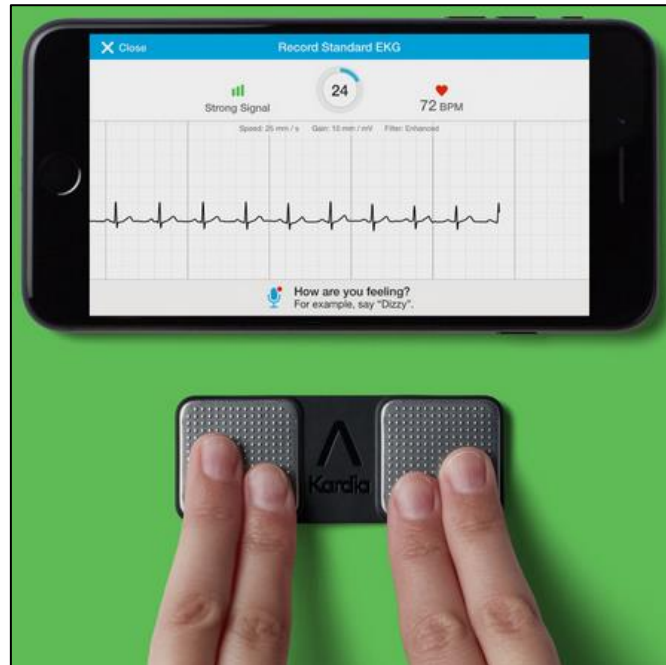 Close
Record Standard EKG
24
Strong Signal
72 BPM
Speed: 25 mm / s Gain: 10 mm / mV Filter: Enhanced
How are you feeling?
For example, say “Dizzy”.
Kardia